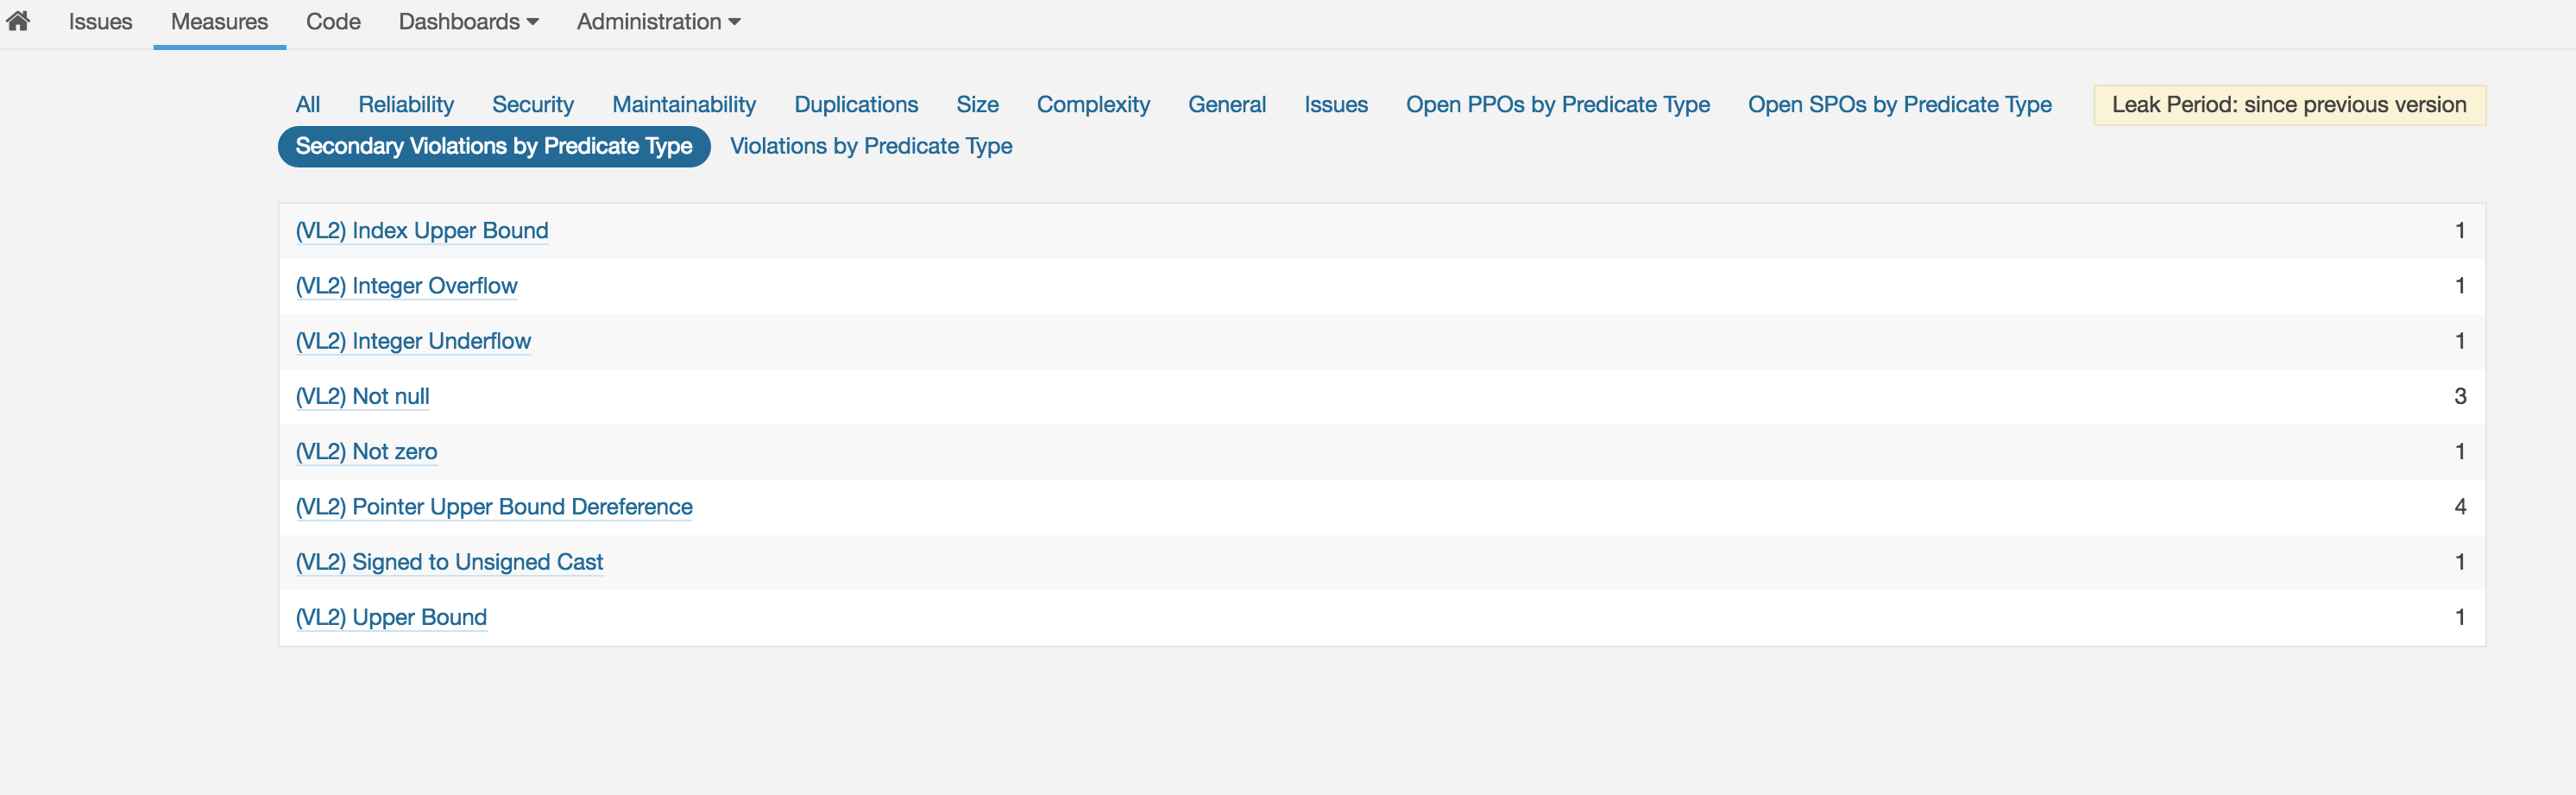 Issues Measures Code Dashboards Administration
All Reliability Security Maintainability Duplications Size Complexity General Issues Open PPOs by Predicate Type Open SPOs by Predicate Type Leak Period: since previous version
Secondary Violations by Predicate Type Violations by Predicate Type
(VL2) Index Upper Bound 1
(VL2) Integer Overflow 1
(VL2) Integer Underflow 1
(VL2) Not null 3
(VL2) Not zero 1
(VL2) Pointer Upper Bound Dereference 4
(VL2) Signed to Unsigned Cast 1
(VL2) Upper Bound 1